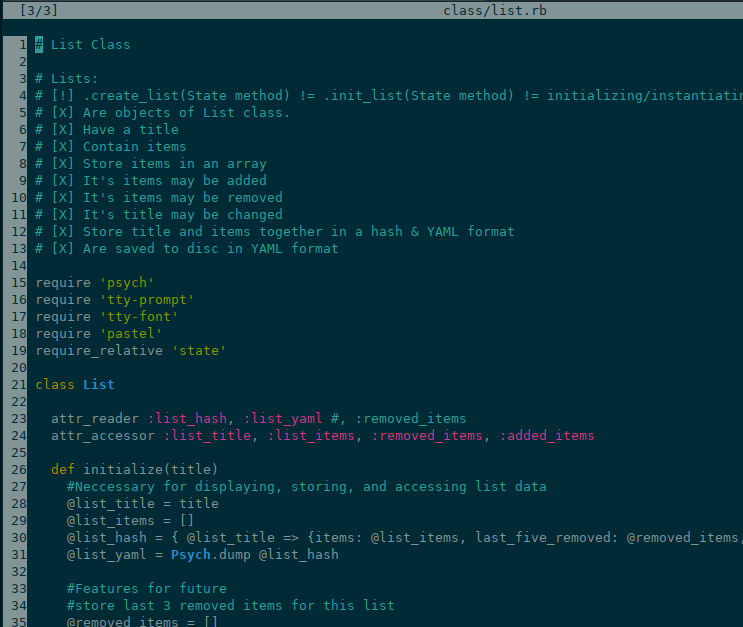 [3/3] class/list.rb
1 # List Class
2
3 # Lists:
4 # [!] .create_list(State method) != .init_list(State method) != initializing/instantiatin
5 # [X] Are objects of List class.
6 # [X] Have a title
7 # [X] Contain items
8 # [X] Store items in an array
9 # [X] It's items may be added
10 # [X] It's items may be removed
11 # [X] It's title may be changed
12 # [X] Store title and items together in a hash & YAML format
13 # [X] Are saved to disc in YAML format
14
15 require 'psych'
16 require 'tty-prompt'
17 require 'tty-font'
18 require 'pastel'
19 require_relative 'state'
20
21 class List
22
23   attr_reader :list_hash, :list_yaml #, :removed_items
24   attr_accessor :list_title, :list_items, :removed_items, :added_items
25
26   def initialize(title)
27     #Neccessary for displaying, storing, and accessing list data
28     @list_title = title
29     @list_items = []
30     @list_hash = { @list_title => {items: @list_items, last_five_removed: @removed_items,
31     @list_yaml = Psych.dump @list_hash
32
33     #Features for future
34     #store last 3 removed items for this list
35     @removed_items = []